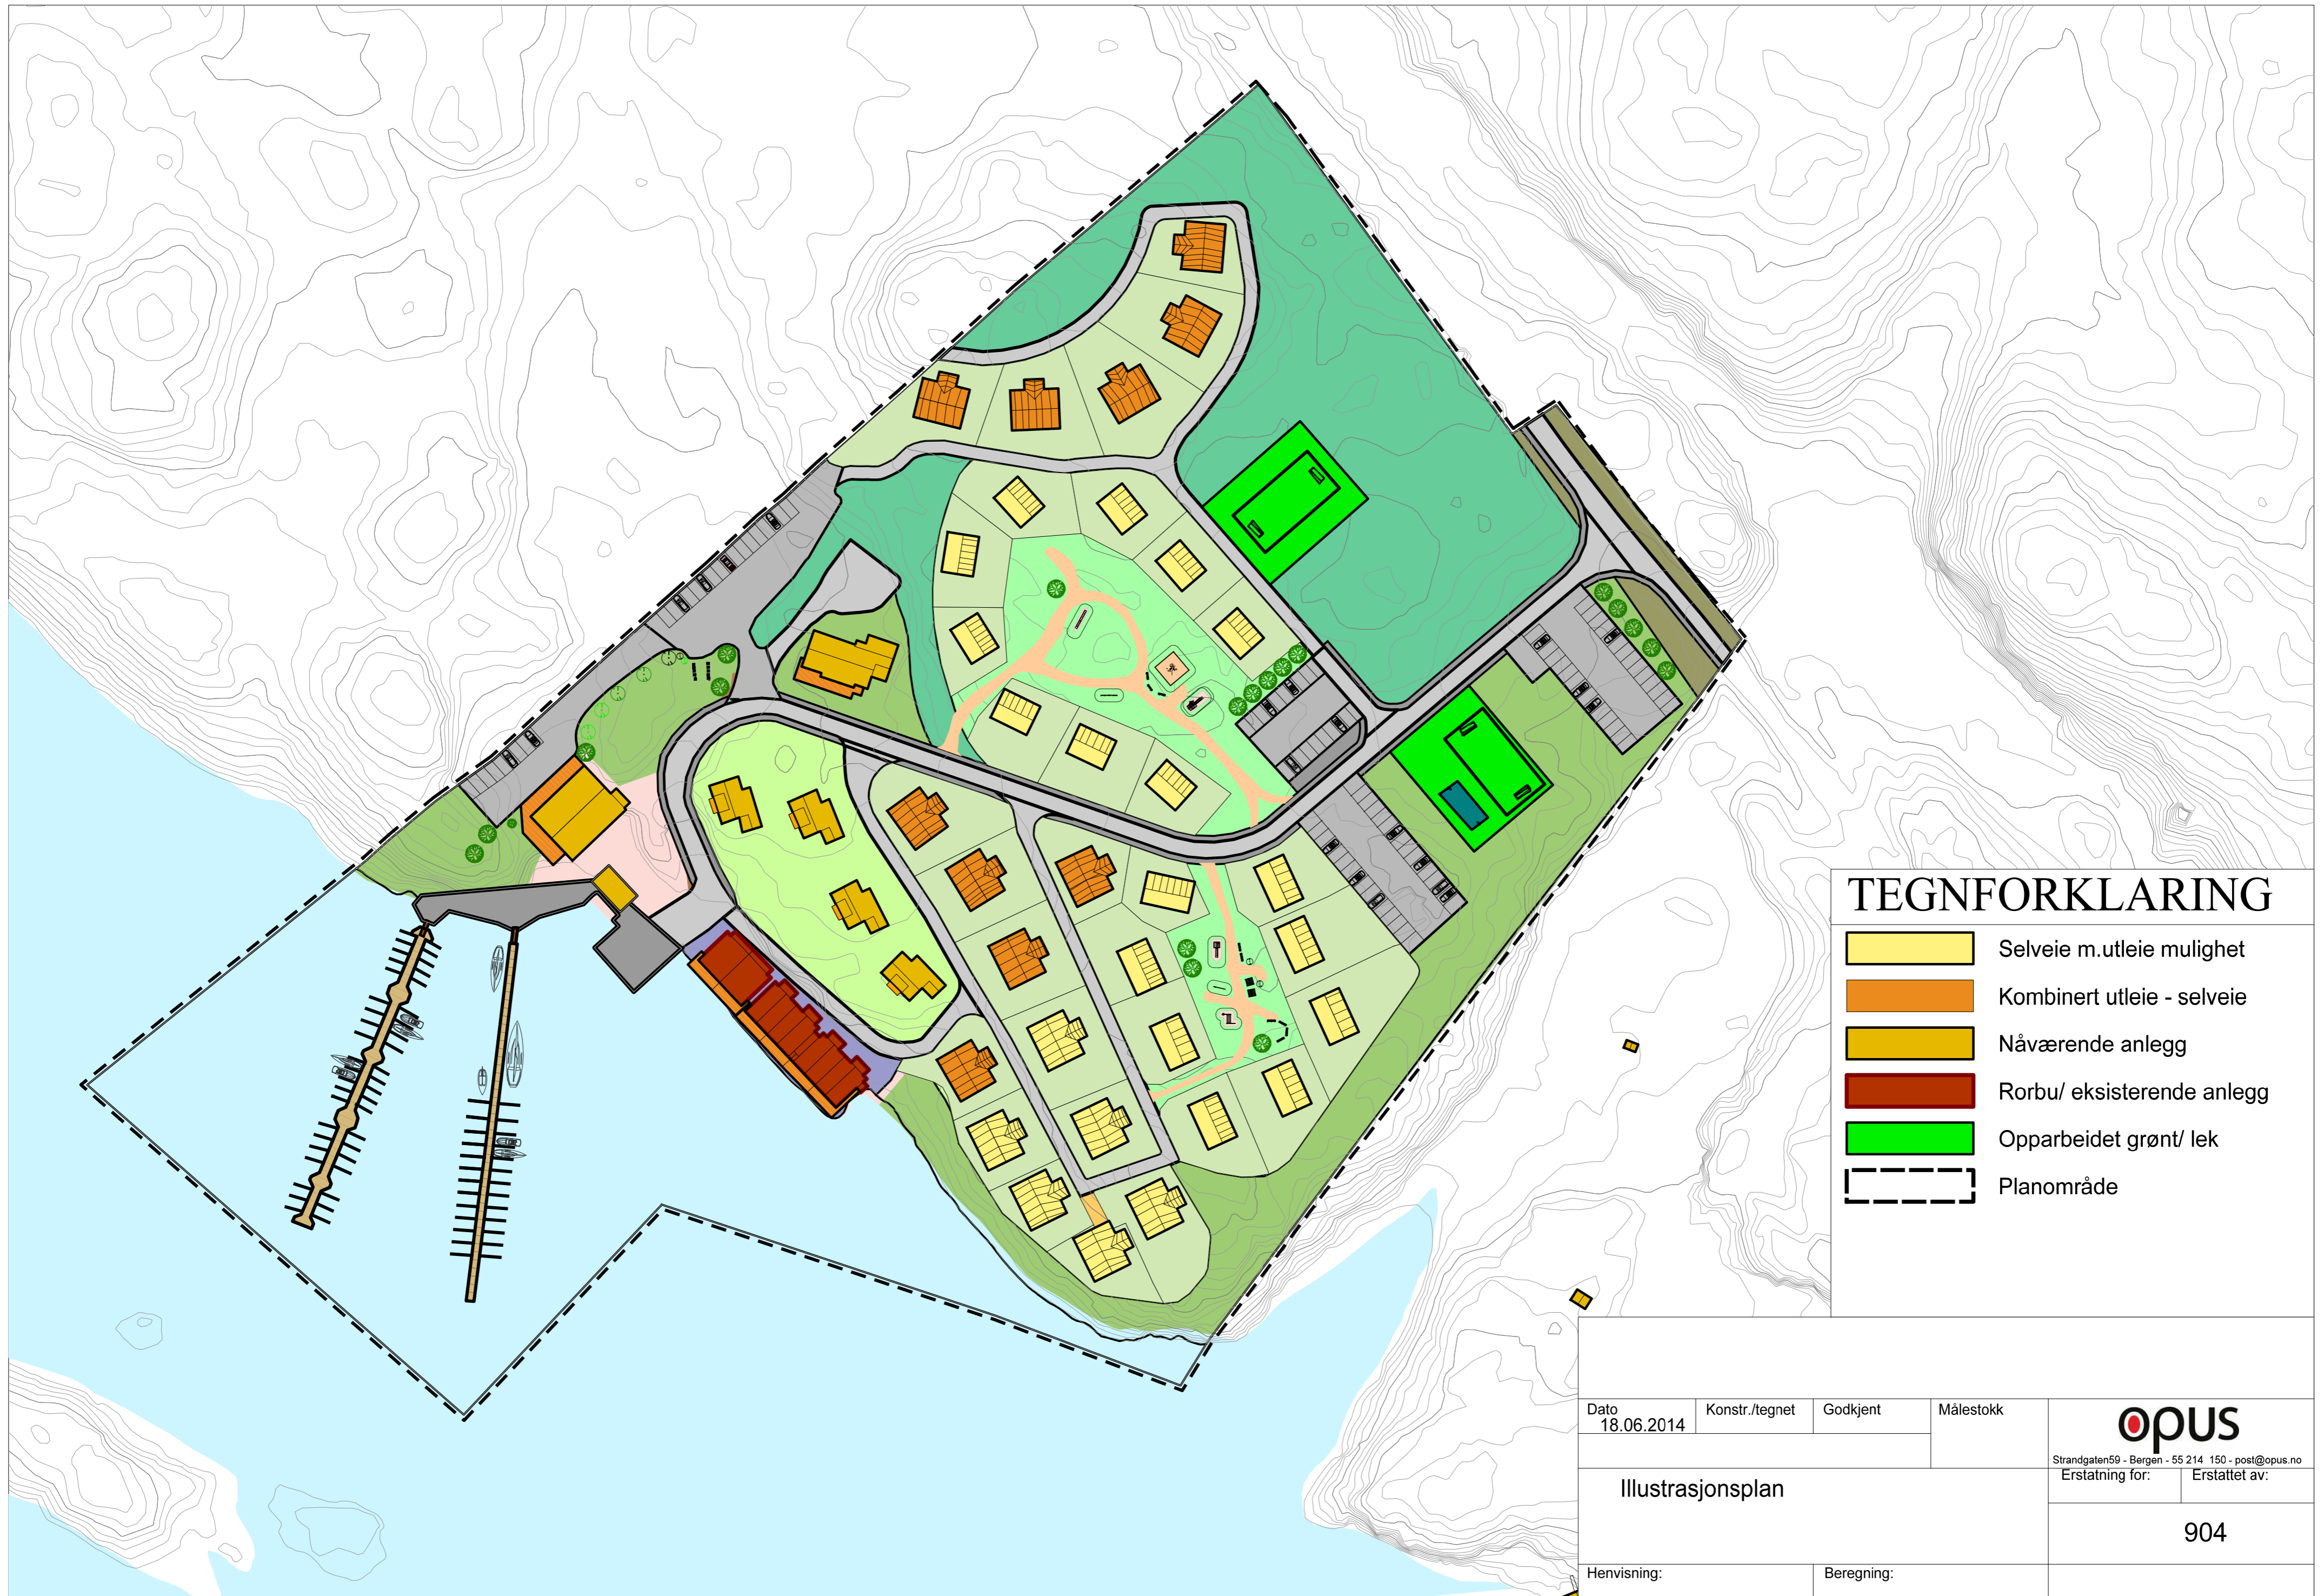 TEGNFORKLARING
Selveie m.utleie mulighet
Kombinert utleie - selveie
Nåværende anlegg
Rorbu/ eksisterende anlegg
Opparbeidet grønt/ lek
Planområde
Dato
18.06.2014
Konstr./tegnet
Godkjent
Målestokk
opus
Strandgaten59 - Bergen - 55 214 150 - post@opus.no
Illustrasjonsplan
Erstatning for:
Erstattet av:
904
Henvisning:
Beregning: